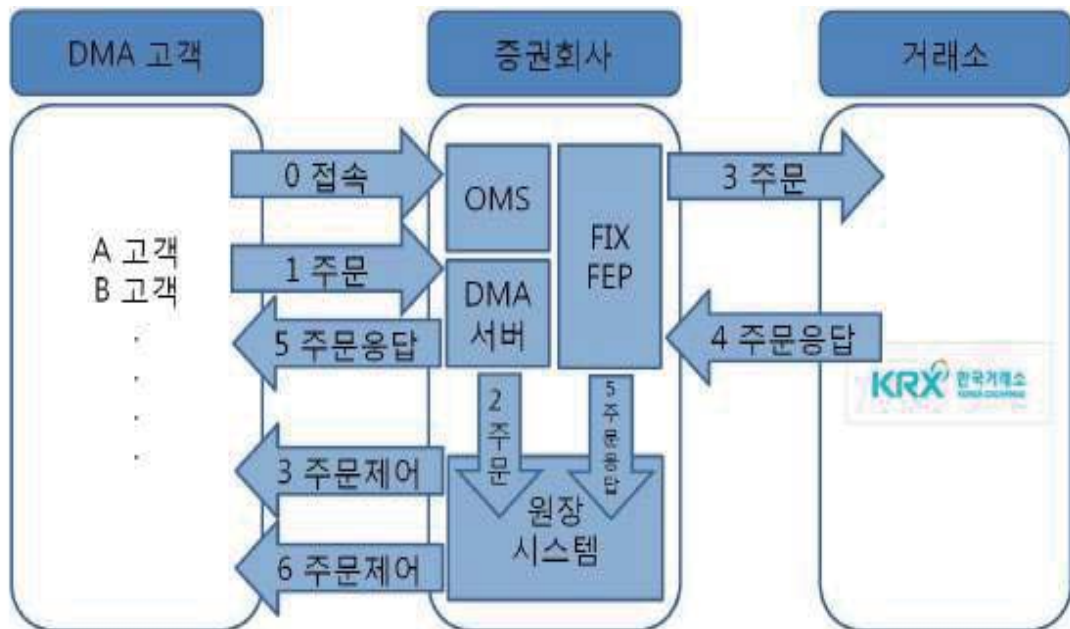 DMA 고객
증권회사
거래소
0 접속
OMS
FIX
FEP
3 주문
A 고객
B 고객
1 주문
DMA
서버
5 주문응답
4 주문응답
KRX 한국거래소
KOREA EXCHANGE
2 주문
5 주문응답
3 주문제어
원장
시스템
6 주문제어